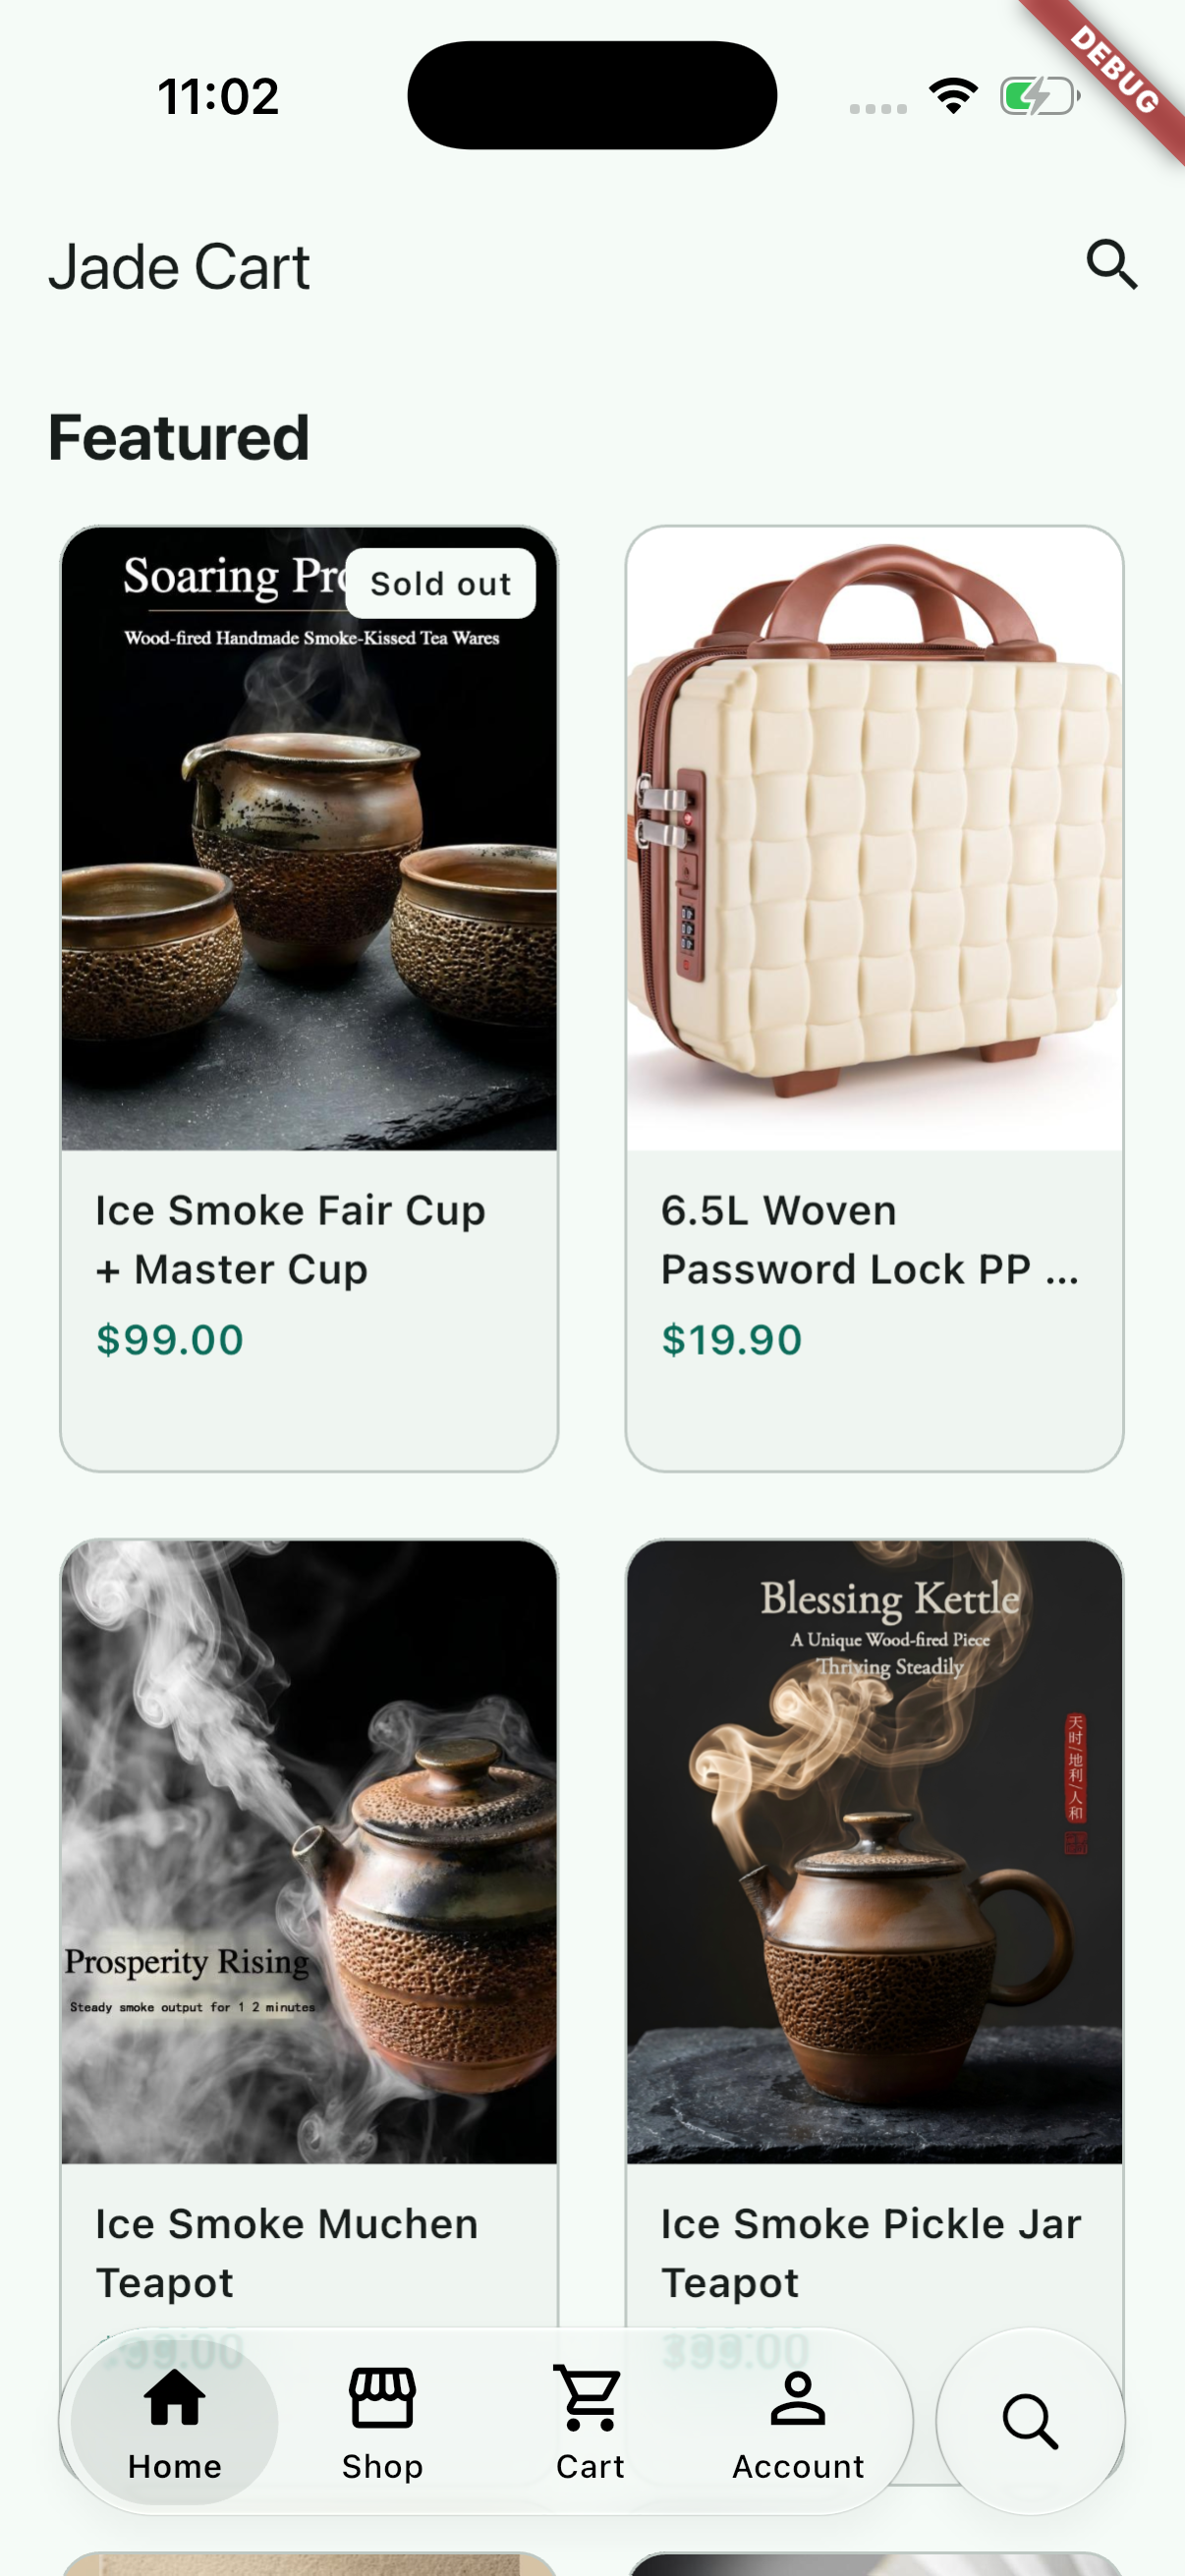 11:02
DEBUG
Jade Cart
Featured
Soaring
Sold out
Wood-fired Handmade Smoke-Kissed Tea Wares
Ice Smoke Fair Cup
+ Master Cup
$99.00
6.5L Woven
Password Lock PP ...
$19.90
Prosperity Rising
Steady smoke output for 1 2 minutes
Blessing Kettle
A Unique Wood-fired Piece
Thriving Steadily
天时/地利/人和
Ice Smoke Muchen
Teapot
Ice Smoke Pickle Jar
Teapot
Home
Shop
Cart
Account